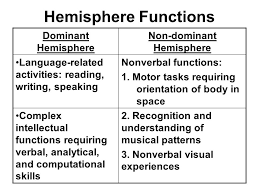 Hemisphere Functions
Dominant
Hemisphere
Non-dominant
Hemisphere
•Language-related
activities: reading,
writing, speaking
Nonverbal functions:
1. Motor tasks requiring
orientation of body in
space
•Complex
intellectual
functions requiring
verbal, analytical,
and computational
skills
2. Recognition and
understanding of
musical patterns
3. Nonverbal visual
experiences